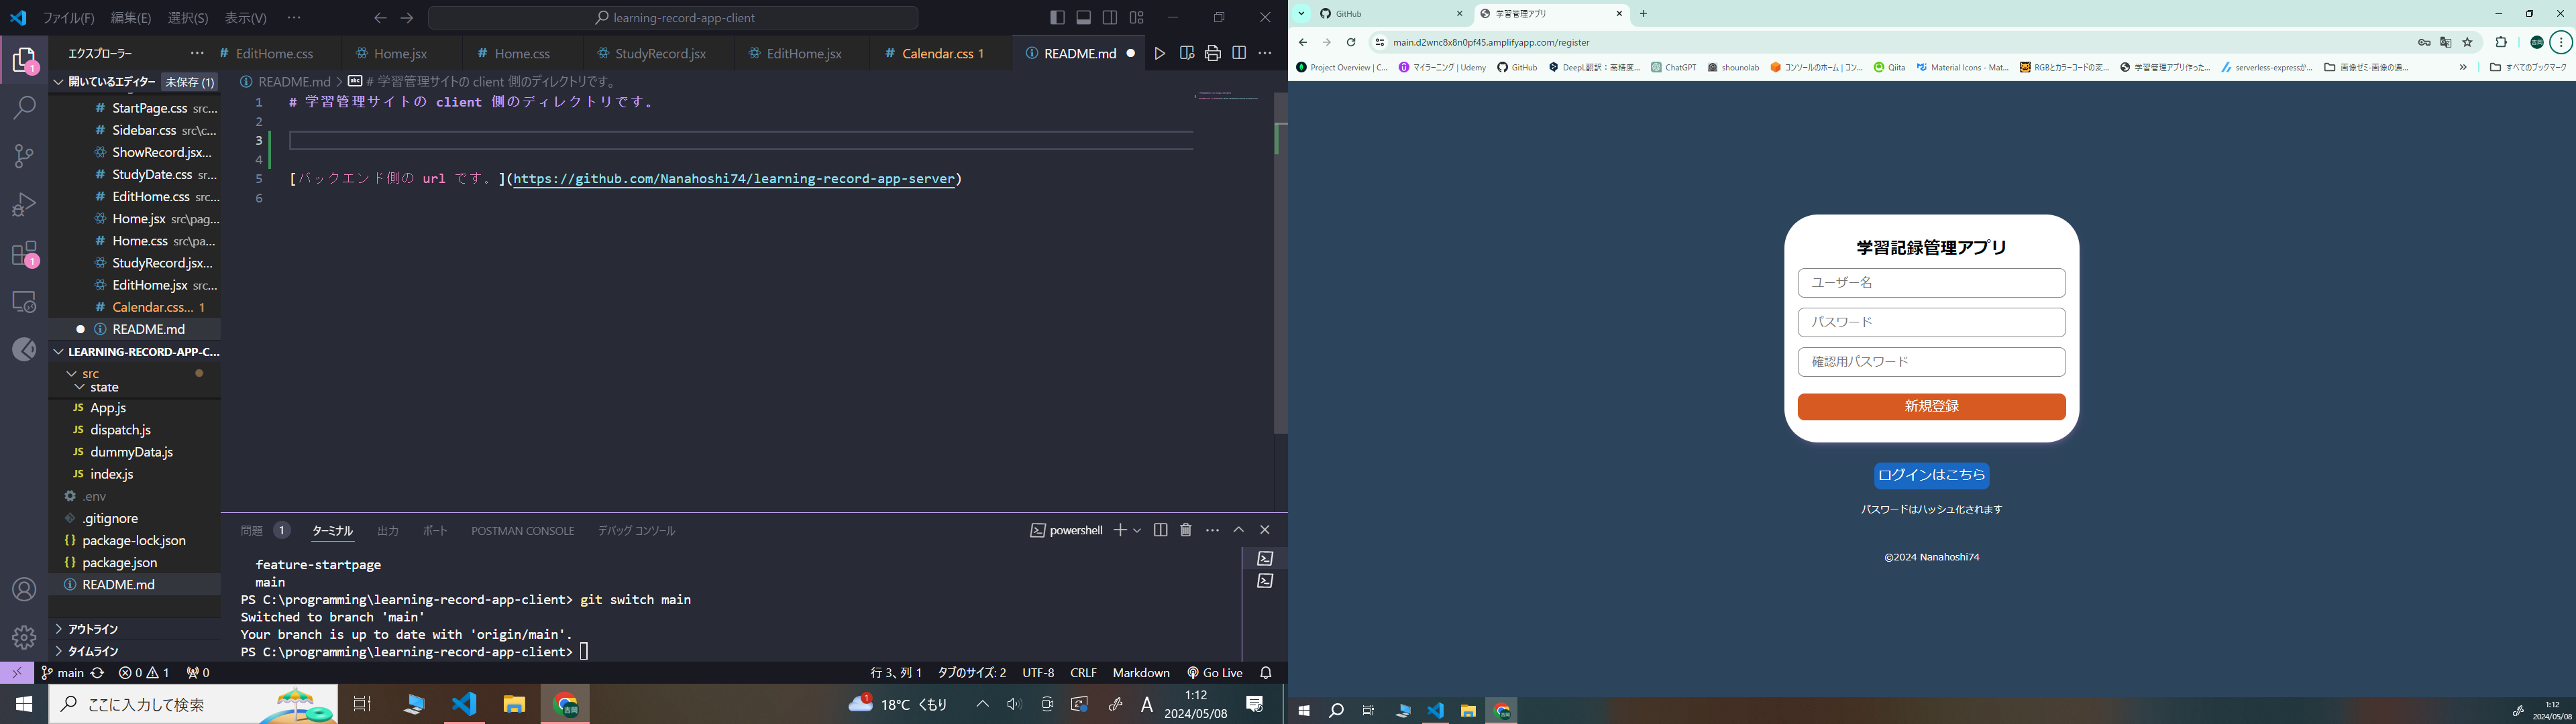 ファイル(F) 編集(E) 選択(S) 表示(V) ···
learning-record-app-client
エクスプローラー ···
開いているエディター 未保存 (1)
StartPage.css src...
Sidebar.css src\c...
ShowRecord.jsx...
StudyDate.css sr...
EditHome.css src...
Home.jsx src\pag...
Home.css src\pa...
StudyRecord.jsx...
EditHome.jsx src...
Calendar.css... 1
README.md
LEARNING-RECORD-APP-C...
src
state
JS App.js
JS dispatch.js
JS dummyData.js
JS index.js
.env
.gitignore
{} package-lock.json
{} package.json
README.md
アウトライン
タイムライン
# EditHome.css
Home.jsx
# Home.css
StudyRecord.jsx
EditHome.jsx
# Calendar.css 1
README.md
README.md > # 学習管理サイトの client 側のディレクトリです。
1 # 学習管理サイトの client 側のディレクトリです。
2
3
4
5 [バックエンド側の url です。](https://github.com/Nanahoshi74/learning-record-app-server)
6
問題 1 ターミナル 出力 ポート POSTMAN CONSOLE デバッグ コンソール
powershell
feature-startpage
main
PS C:\programming\learning-record-app-client> git switch main
Switched to branch 'main'
Your branch is up to date with 'origin/main'.
PS C:\programming\learning-record-app-client>
main 0 1 0
行 3、列 1 タブのサイズ: 2 UTF-8 CRLF Markdown Go Live
ここに入力して検索
1 18°C くもり
A
1:12
2024/05/08
GitHub
学習管理アプリ
main.d2wnc8x8n0pf45.amplifyapp.com/register
吉岡
Project Overview | C...
マイラーニング | Udemy
GitHub
DeepL翻訳：高精度...
ChatGPT
shounolab
コンソールのホーム | コン...
Qiita
Material Icons - Mat...
RGBとカラーコードの変...
学習管理アプリ作った...
serverless-expressか...
画像ゼミ-画像の濃...
すべてのブックマーク
学習記録管理アプリ
ユーザー名
パスワード
確認用パスワード
新規登録
ログインはこちら
パスワードはハッシュ化されます
©2024 Nanahoshi74
1:12
2024/05/08